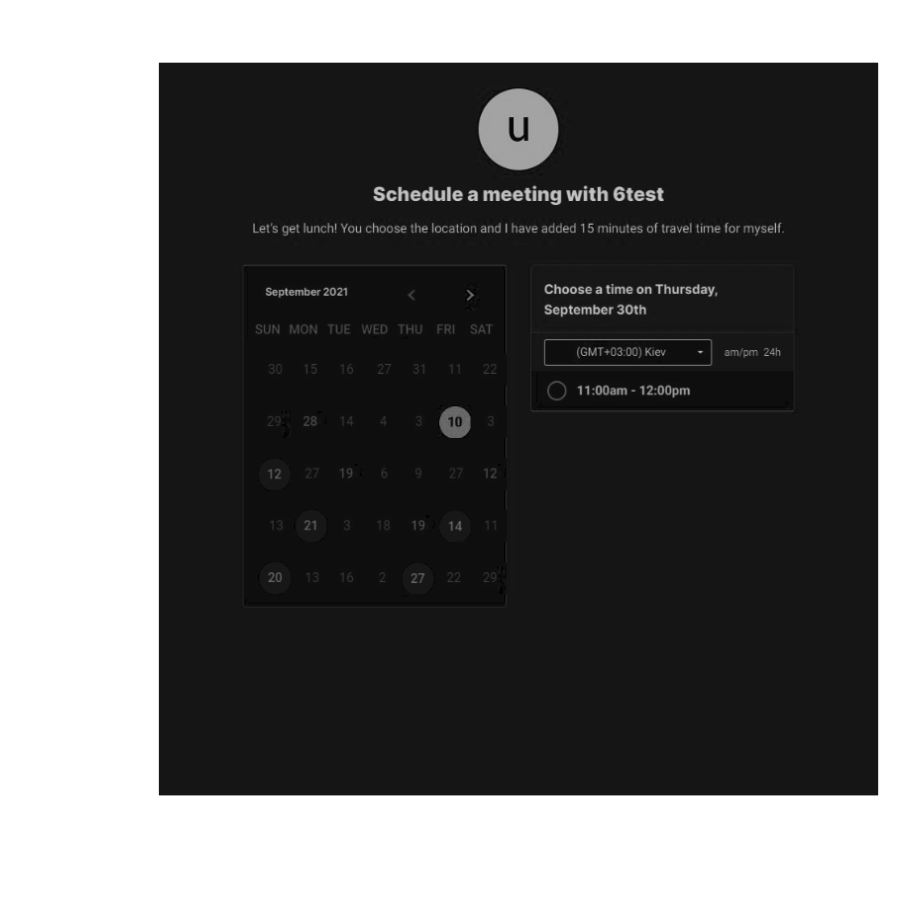 u
Schedule a meeting with 6test
Let's get lunch! You choose the location and I have added 15 minutes of travel time for myself.
September 2021
SUN MON TUE WED THU FRI SAT
30 15 16 27 31 11 22
29 28 14 4 3 10 3
12 27 19 6 9 27 12
13 21 3 18 19 14 11
20 13 16 2 27 22 29
Choose a time on Thursday,
September 30th
(GMT+03:00) Kiev am/pm 24h
11:00am - 12:00pm